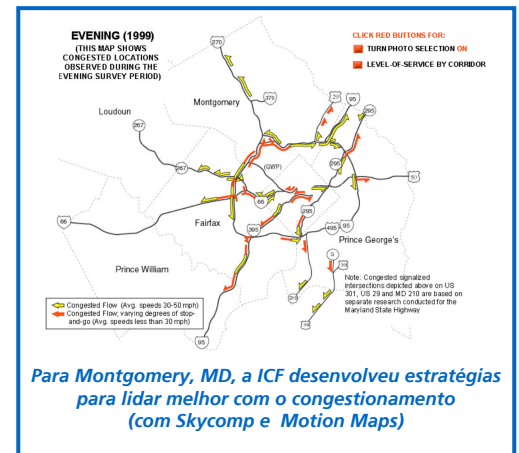 EVENING (1999)
(THIS MAP SHOWS
CONGESTED LOCATIONS
OBSERVED DURING THE
EVENING SURVEY PERIOD)
CLICK RED BUTTONS FOR:
TURN PHOTO SELECTION ON
LEVEL-OF-SERVICE BY CORRIDOR
270
370
29
95
295
Montgomery
Loudoun
267
267
(GWP)
295
50
66
66
Fairfax
395
295
495
95
Prince George's
5
Prince William
210
95
Note: Congested signalized
intersections depicted above on US
301, US 29 and MD 210 are based on
separate research conducted for the
Maryland State Highway
Congested Flow (Avg. speeds 30-50 mph)
Congested Flow; varying degrees of stop-
and-go (Avg. speeds less than 30 mph)
Para Montgomery, MD, a ICF desenvolveu estratégias
para lidar melhor com o congestionamento
(com Skycomp e Motion Maps)